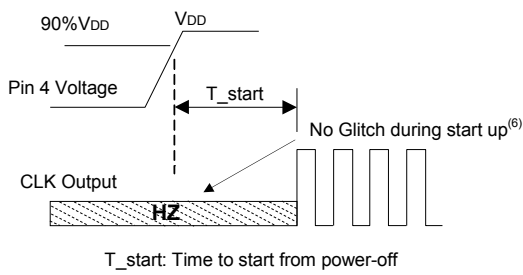 90%VDD
VDD
Pin 4 Voltage
T_start
No Glitch during start up(6)
CLK Output
HZ
T_start: Time to start from power-off